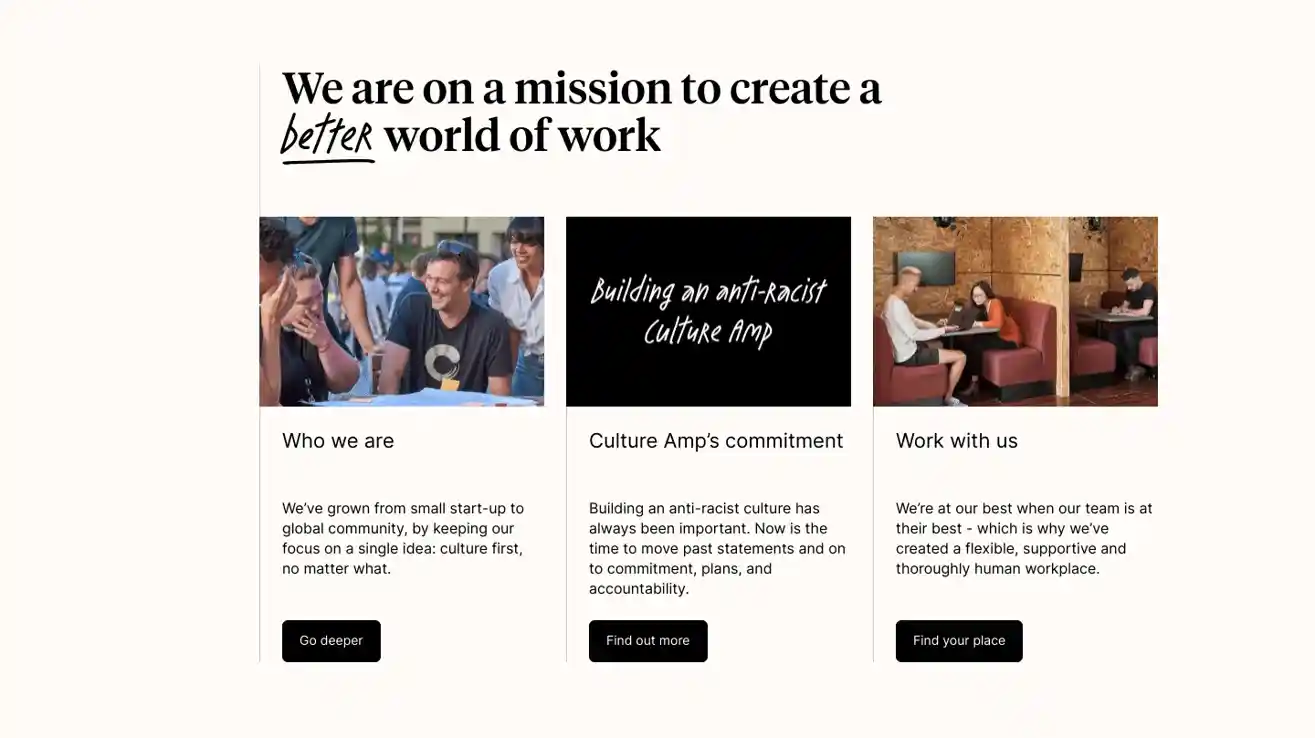 We are on a mission to create a
better world of work
Building an anti-racist
Culture Amp
Who we are
We’ve grown from small start-up to
global community, by keeping our
focus on a single idea: culture first,
no matter what.
Go deeper
Culture Amp’s commitment
Building an anti-racist culture has
always been important. Now is the
time to move past statements and on
to commitment, plans, and
accountability.
Find out more
Work with us
We’re at our best when our team is at
their best - which is why we’ve
created a flexible, supportive and
thoroughly human workplace.
Find your place